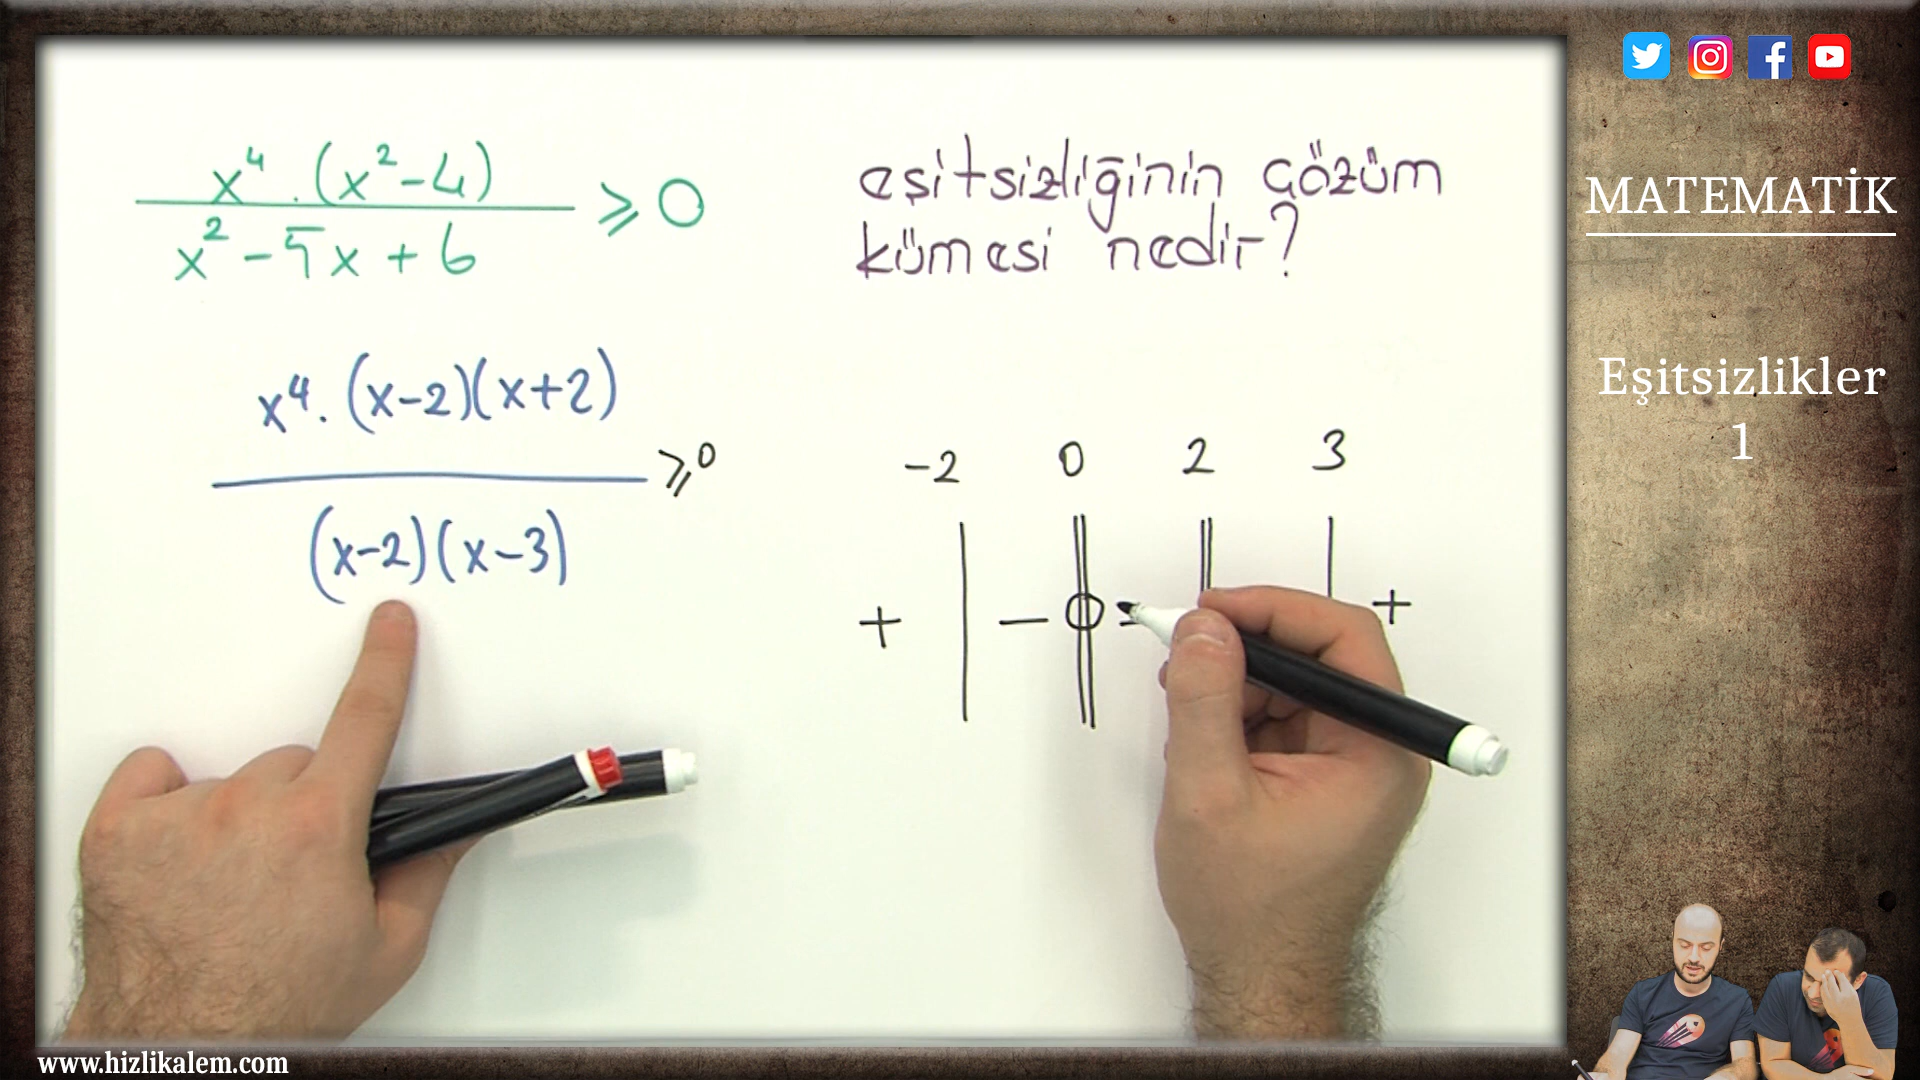 x⁴ . (x² - 4)
x² - 5x + 6
⩾ 0
eşitsizliğinin çözüm
kümesi nedir?
x⁴ . (x-2)(x+2)
(x-2)(x-3)
⩾0
-2 0 2 3
+ - +
MATEMATİK
Eşitsizlikler
1
www.hizlikalem.com